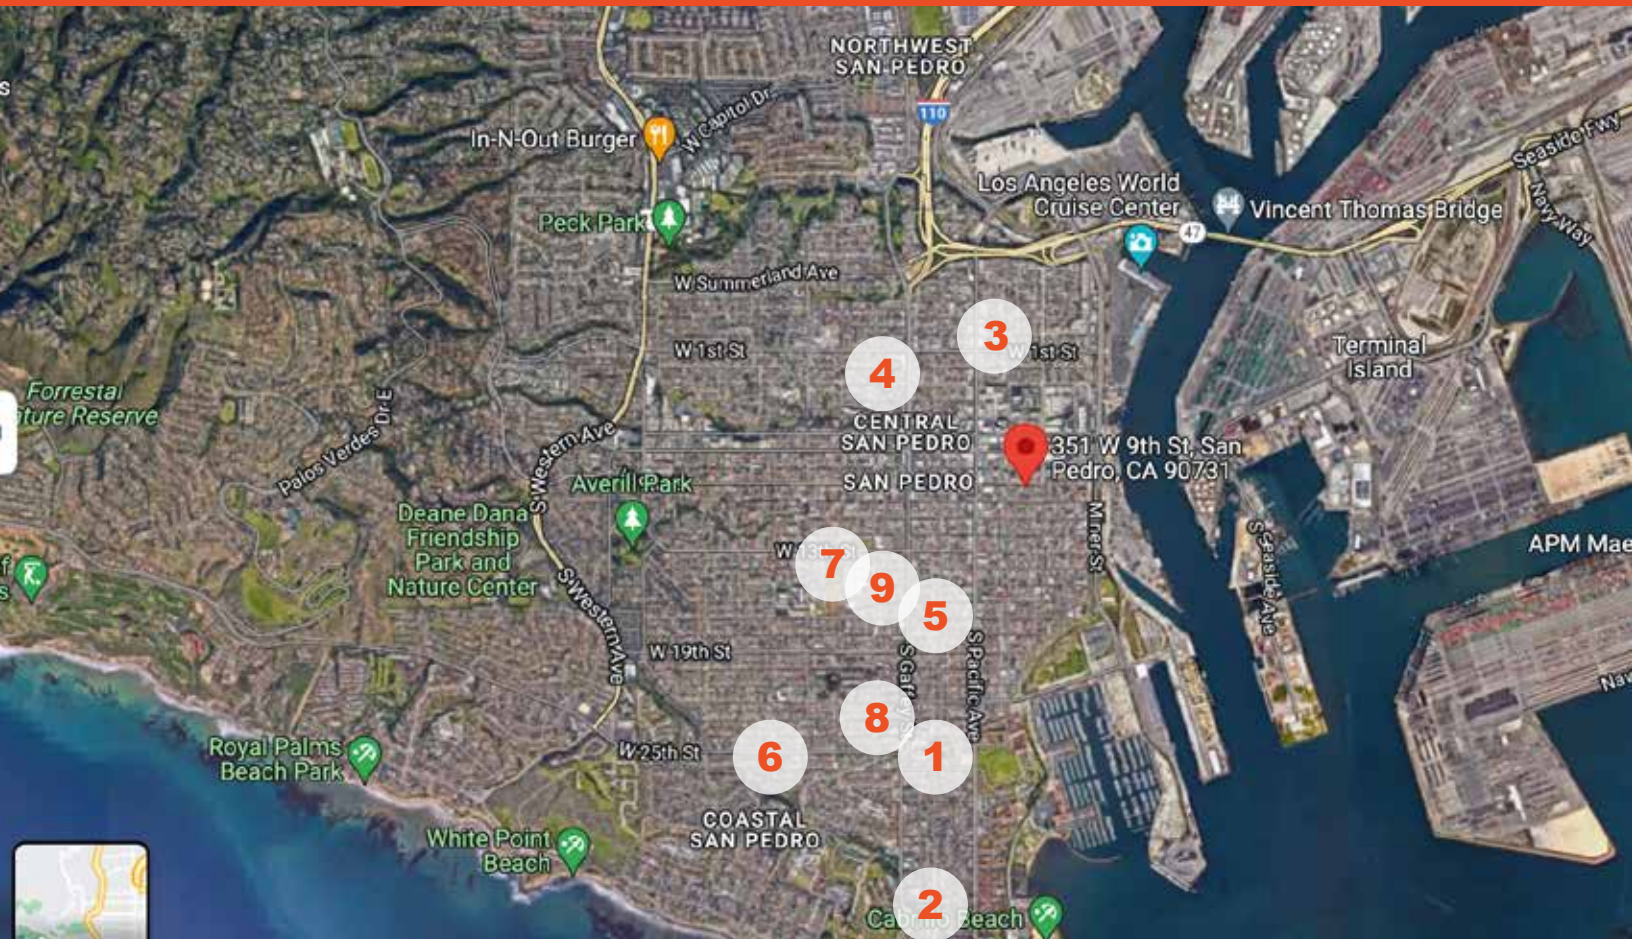 NORTHWEST
SAN PEDRO
110
W Capitol Dr
In-N-Out Burger
Seaside Fwy
Los Angeles World
Cruise Center
Vincent Thomas Bridge
47
Navy Way
Peck Park
W Summerland Ave
3
W 1st St
W 1st St
4
Terminal
Island
Forrestal
ture Reserve
Palos Verdes Dr E
S Western Ave
CENTRAL
SAN PEDRO
351 W 9th St, San
Pedro, CA 90731
SAN PEDRO
Averill Park
Deane Dana
Friendship
Park and
Nature Center
S Seaside Ave
APM Mae
W 13th St
7
9
5
f
s
S Western Ave
W 19th St
S Pacific Ave
Nav
8
W 25th St
6
1
Royal Palms
Beach Park
COASTAL
SAN PEDRO
White Point
Beach
2
Beach